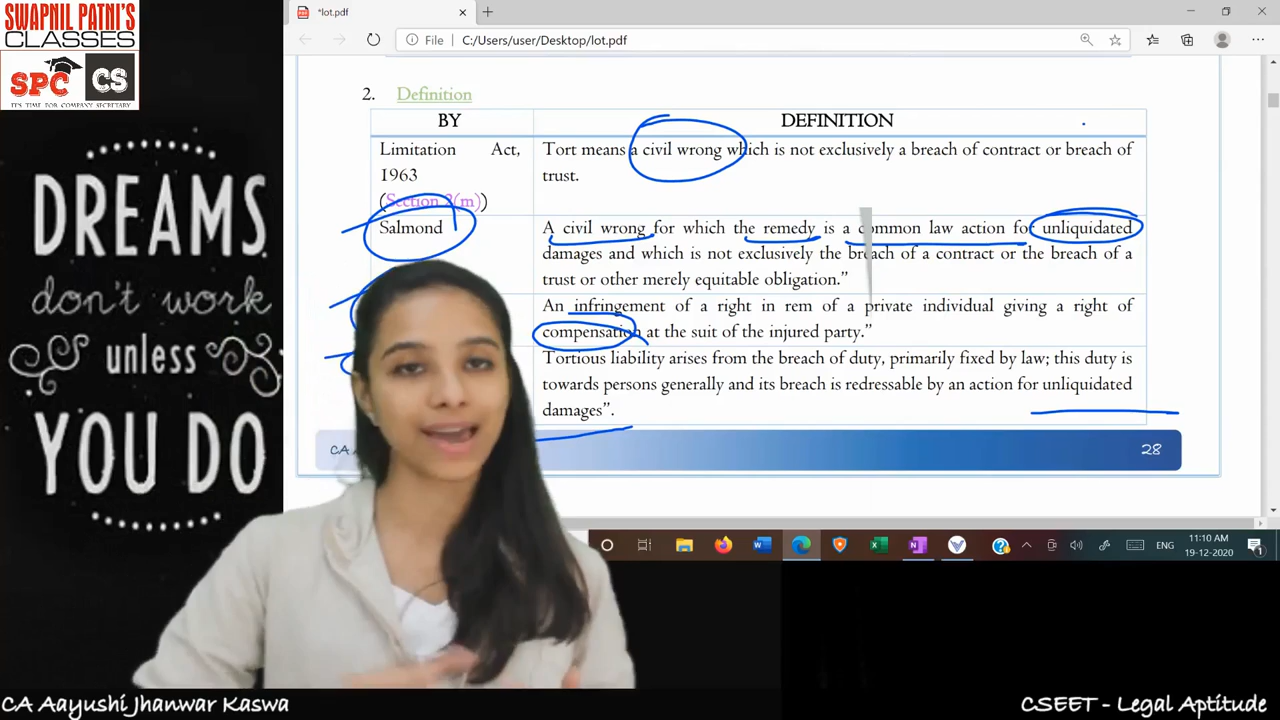 SWAPNIL PATNI'S
CLASSES
SPC CS
IT'S TIME FOR COMPANY SECRETARY
DREAMS
don't work
unless
YOU DO
*lot.pdf
File C:/Users/user/Desktop/lot.pdf
2. Definition
BY DEFINITION
Limitation Act, 1963 (Section 2(m))
Tort means a civil wrong which is not exclusively a breach of contract or breach of
trust.
Salmond
A civil wrong for which the remedy is a common law action for unliquidated
damages and which is not exclusively the breach of a contract or the breach of a
trust or other merely equitable obligation.”
An infringement of a right in rem of a private individual giving a right of
compensation at the suit of the injured party.”
Tortious liability arises from the breach of duty, primarily fixed by law; this duty is
towards persons generally and its breach is redressable by an action for unliquidated
damages”.
CA
28
ENG
11:10 AM
19-12-2020
1
CA Aayushi Jhanwar Kaswa
CSEET - Legal Aptitude